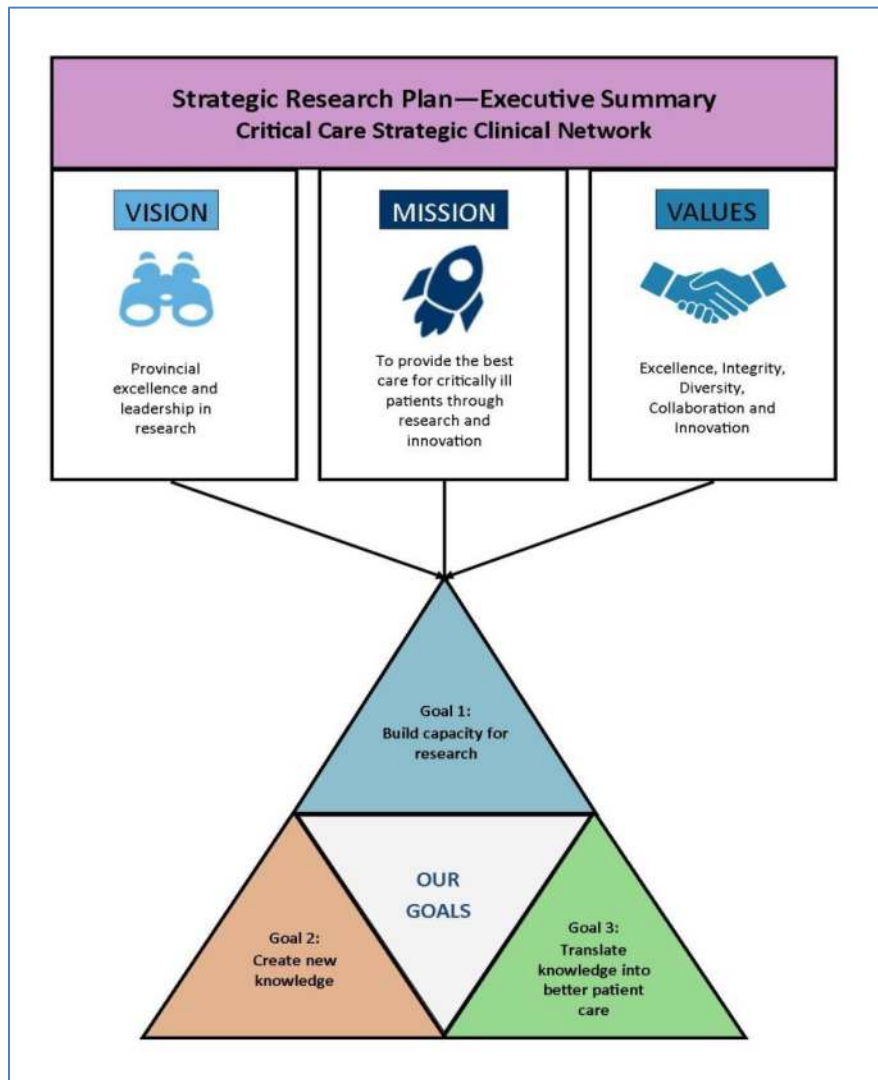 Strategic Research Plan—Executive Summary
Critical Care Strategic Clinical Network
VISION
Provincial
excellence and
leadership in
research
MISSION
To provide the best
care for critically ill
patients through
research and
innovation
VALUES
Excellence, Integrity,
Diversity,
Collaboration and
Innovation
Goal 1:
Build capacity for
research
OUR
GOALS
Goal 2:
Create new
knowledge
Goal 3:
Translate
knowledge into
better patient
care